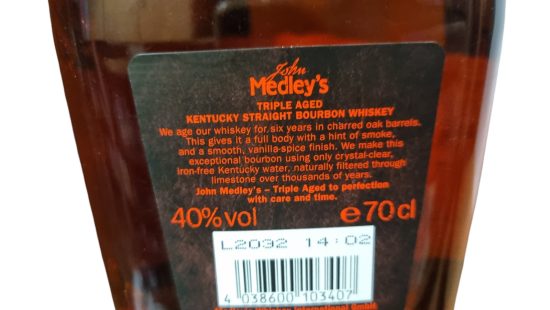 John
Medley's
TRIPLE AGED
KENTUCKY STRAIGHT BOURBON WHISKEY
We age our whiskey for six years in charred oak barrels.
This gives it a full body with a hint of smoke,
and a smooth, vanilla-spice finish. We make this
exceptional bourbon using only crystal-clear,
iron-free Kentucky water, naturally filtered through
limestone over thousands of years.
John Medley's – Triple Aged to perfection
with care and time.
40%vol ℮70cl
L2032 14:02
4 038600 103407
International GmbH